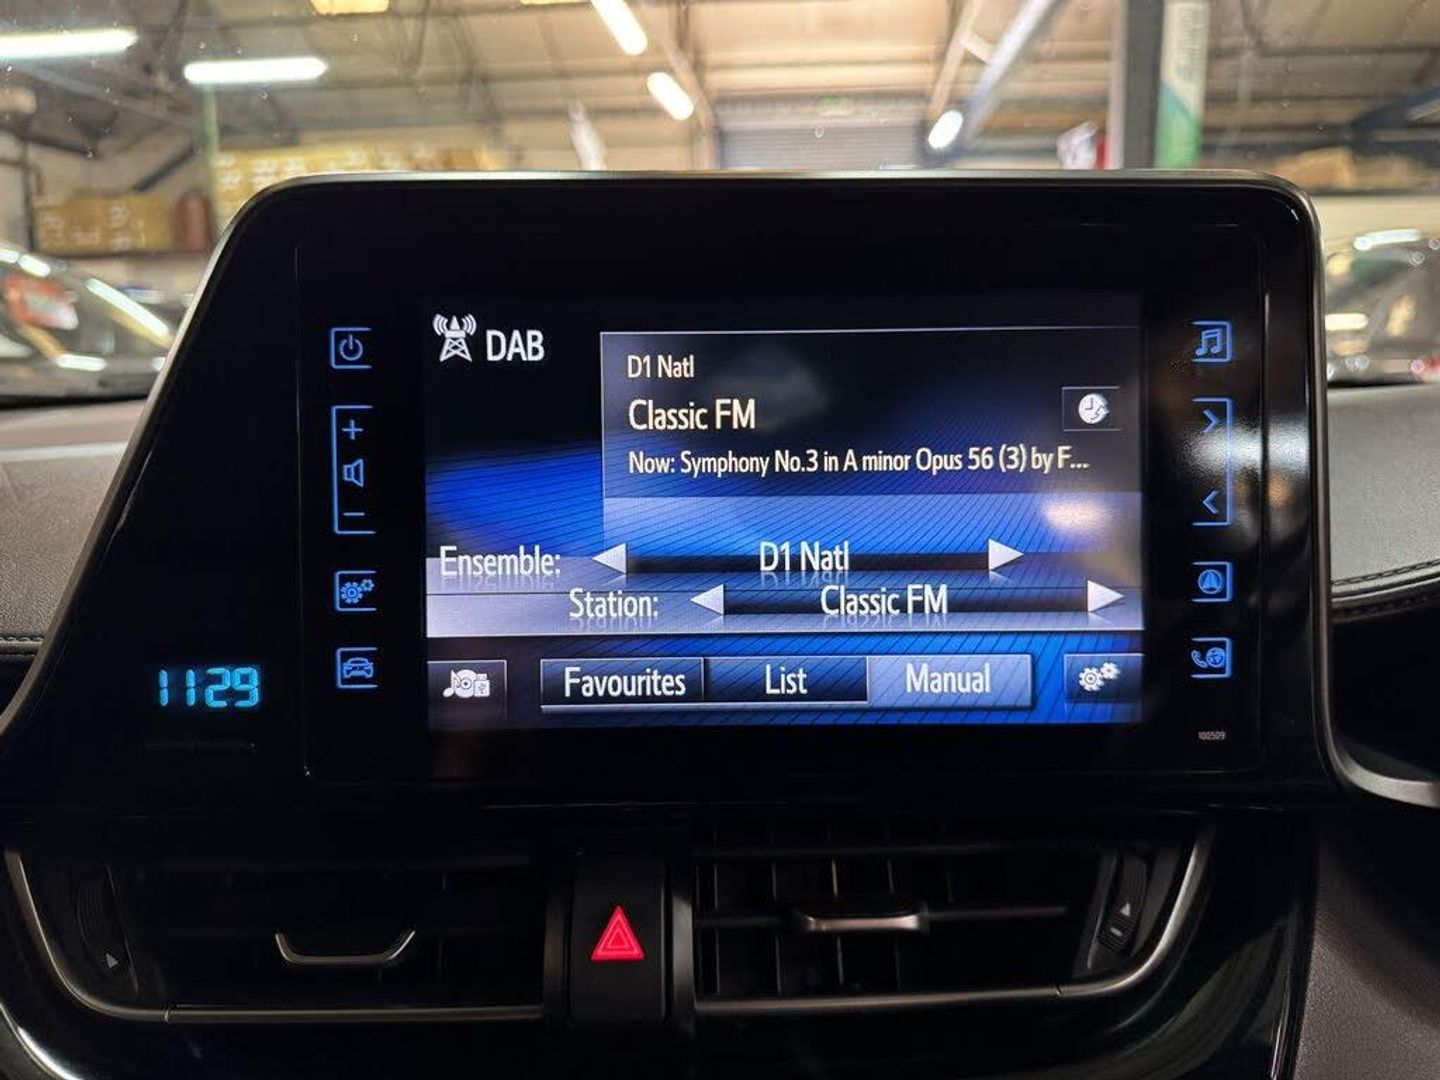 DAB
D1 Natl
Classic FM
Now: Symphony No.3 in A minor Opus 56 (3) by F...
Ensemble: D1 Natl
Station: Classic FM
Favourites List Manual
1129
100509